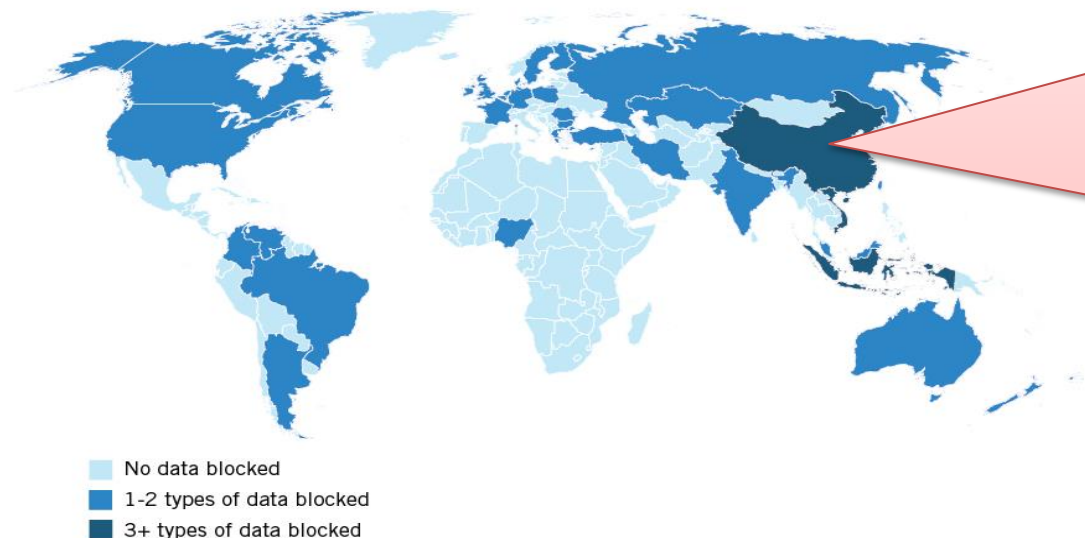 No data blocked
1-2 types of data blocked
3+ types of data blocked